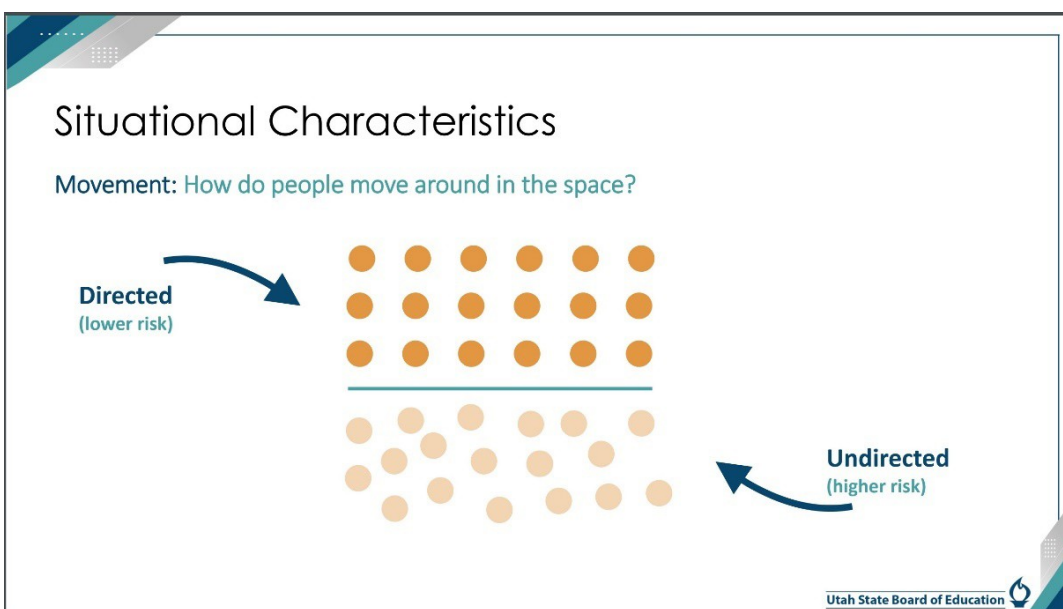 Situational Characteristics
Movement: How do people move around in the space?
Directed
(lower risk)
Undirected
(higher risk)
Utah State Board of Education